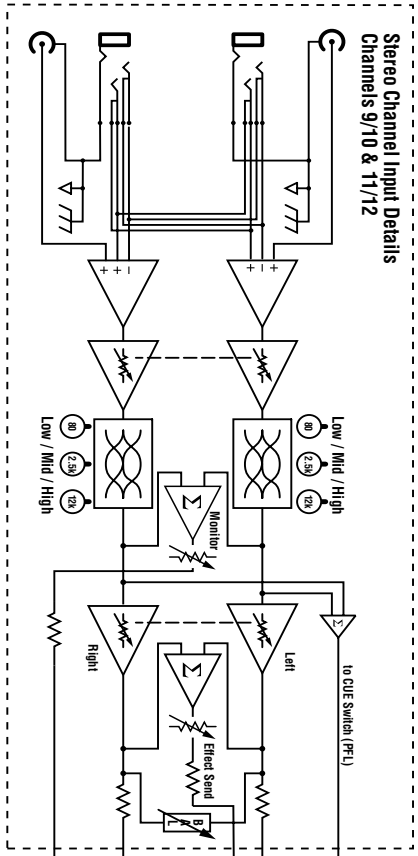 Stereo Channel Input Details
Channels 9/10 & 11/12
+
−
+
+
+
−
Low / Mid / High
80
2.5k
12k
Low / Mid / High
80
2.5k
12k
Σ
Monitor
Σ
to CUE Switch (PFL)
Left
Right
Σ
Effect Send
BAL